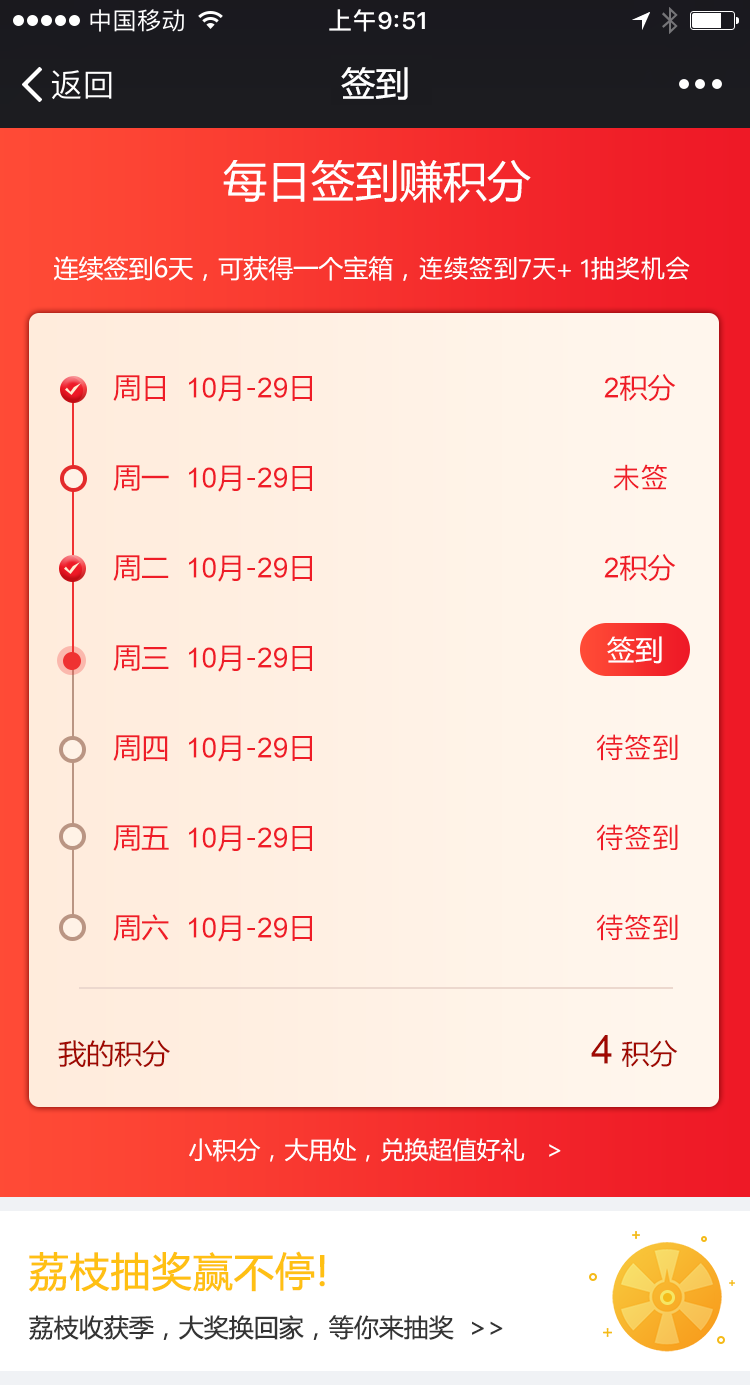 中国移动 上午9:51
返回 签到
每日签到赚积分
连续签到6天，可获得一个宝箱，连续签到7天+ 1抽奖机会
周日 10月-29日 2积分
周一 10月-29日 未签
周二 10月-29日 2积分
周三 10月-29日 签到
周四 10月-29日 待签到
周五 10月-29日 待签到
周六 10月-29日 待签到
我的积分 4 积分
小积分，大用处，兑换超值好礼 >
荔枝抽奖赢不停!
荔枝收获季，大奖换回家，等你来抽奖 >>